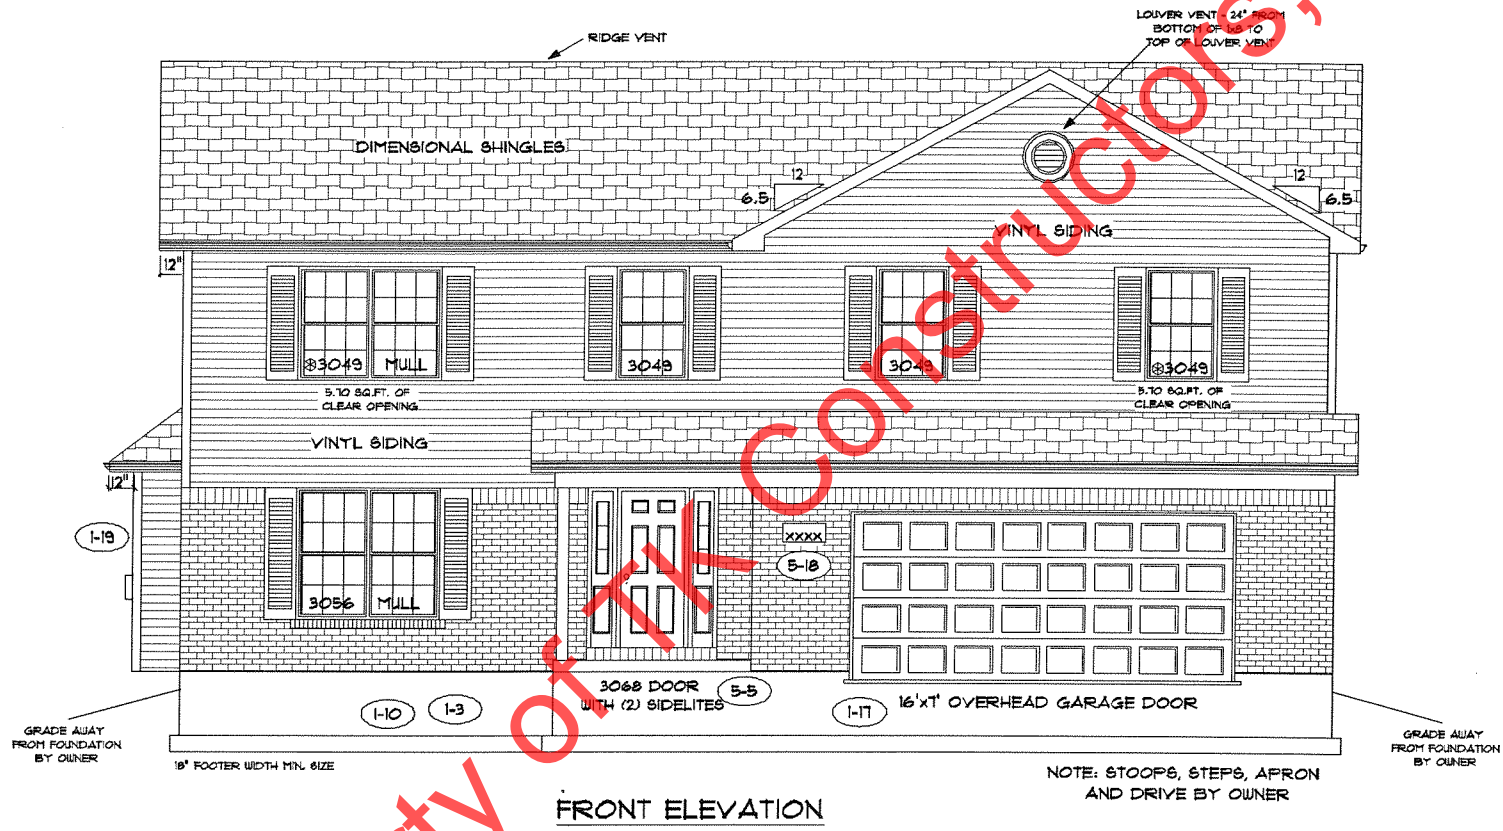 LOUVER VENT - 24" FROM
BOTTOM OF 1x8 TO
TOP OF LOUVER VENT
RIDGE VENT
DIMENSIONAL SHINGLES
12
6.5
12
6.5
VINYL SIDING
12"
⊛3049 MULL
3049
3049
⊛3049
5.70 SQ.FT. OF
CLEAR OPENING
5.70 SQ.FT. OF
CLEAR OPENING
VINYL SIDING
12"
1-19
XXXX
5-18
3056 MULL
3068 DOOR
WITH (2) SIDELITES
5-5
1-10
1-3
1-17
16'x7' OVERHEAD GARAGE DOOR
GRADE AWAY
FROM FOUNDATION
BY OWNER
GRADE AWAY
FROM FOUNDATION
BY OWNER
18" FOOTER WIDTH MIN. SIZE
NOTE: STOOPS, STEPS, APRON
AND DRIVE BY OWNER
FRONT ELEVATION
ty of TK Constructors,